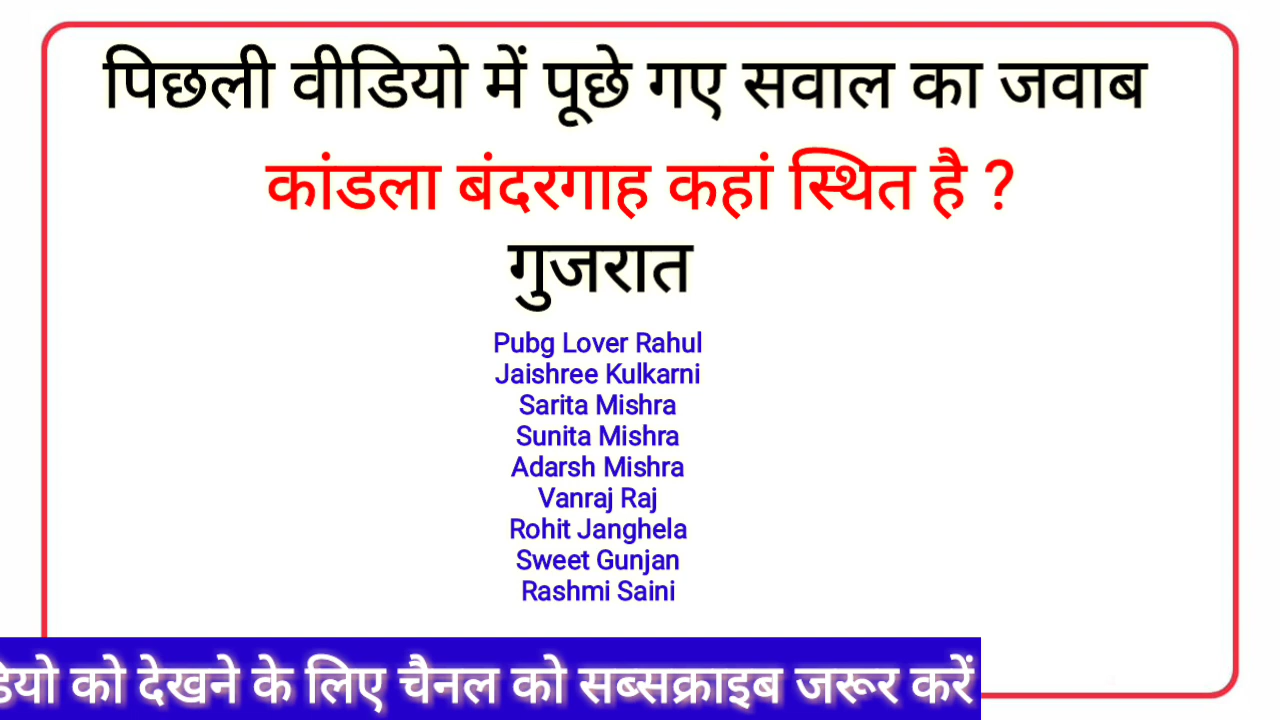 पिछली वीडियो में पूछे गए सवाल का जवाब
कांडला बंदरगाह कहां स्थित है ?
गुजरात
Pubg Lover Rahul
Jaishree Kulkarni
Sarita Mishra
Sunita Mishra
Adarsh Mishra
Vanraj Raj
Rohit Janghela
Sweet Gunjan
Rashmi Saini
को देखने के लिए चैनल को सब्सक्राइब जरूर करें